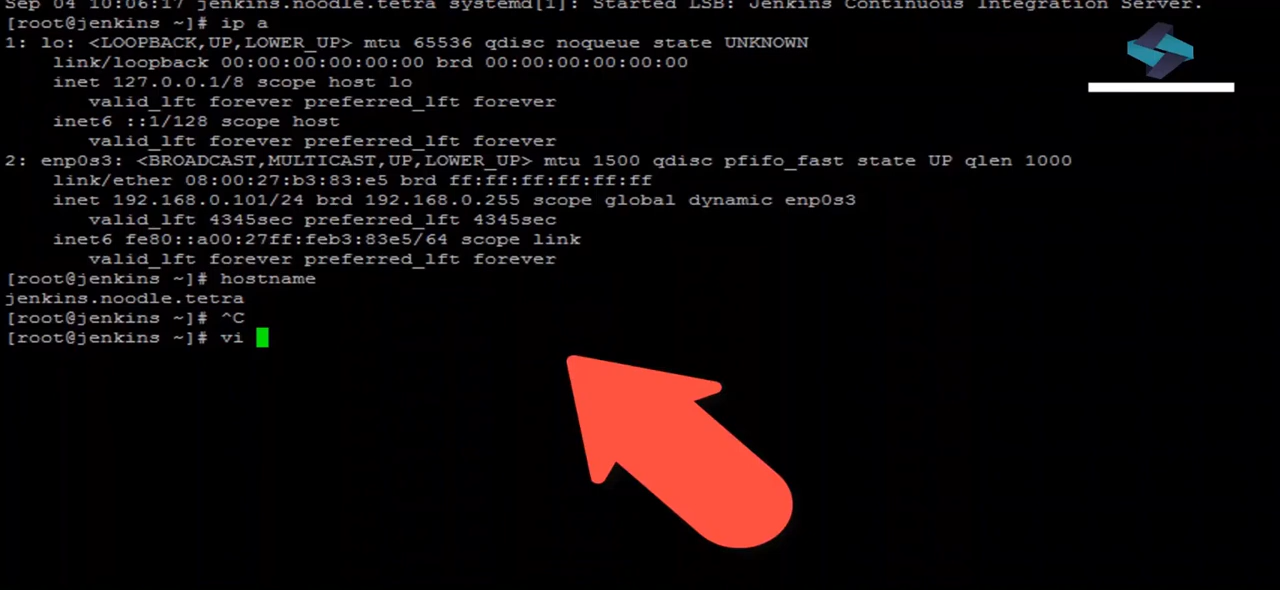 Sep 04 10:06:17 jenkins.noodle.tetra systemd[1]: Started LSB: Jenkins Continuous Integration Server.
[root@jenkins ~]# ip a
1: lo: <LOOPBACK,UP,LOWER_UP> mtu 65536 qdisc noqueue state UNKNOWN
link/loopback 00:00:00:00:00:00 brd 00:00:00:00:00:00
inet 127.0.0.1/8 scope host lo
valid_lft forever preferred_lft forever
inet6 ::1/128 scope host
valid_lft forever preferred_lft forever
2: enp0s3: <BROADCAST,MULTICAST,UP,LOWER_UP> mtu 1500 qdisc pfifo_fast state UP qlen 1000
link/ether 08:00:27:b3:83:e5 brd ff:ff:ff:ff:ff:ff
inet 192.168.0.101/24 brd 192.168.0.255 scope global dynamic enp0s3
valid_lft 4345sec preferred_lft 4345sec
inet6 fe80::a00:27ff:feb3:83e5/64 scope link
valid_lft forever preferred_lft forever
[root@jenkins ~]# hostname
jenkins.noodle.tetra
[root@jenkins ~]# ^C
[root@jenkins ~]# vi